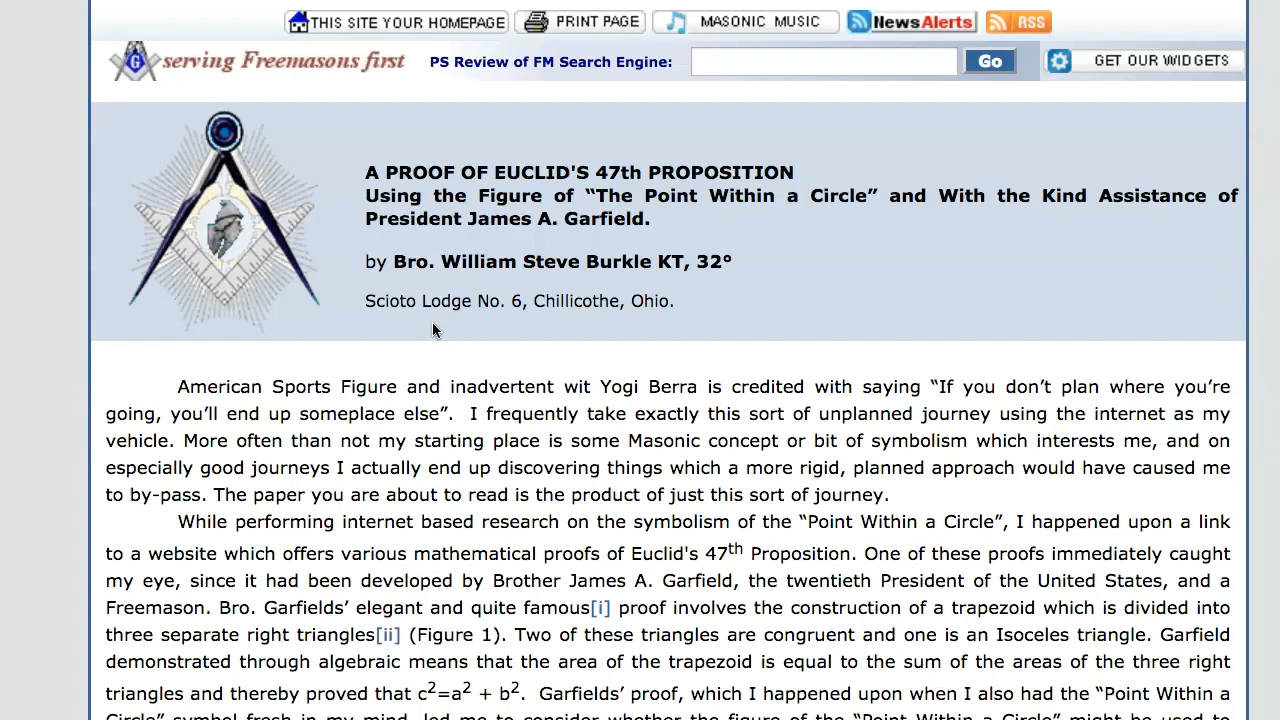 THIS SITE YOUR HOMEPAGE PRINT PAGE MASONIC MUSIC NewsAlerts RSS
G serving Freemasons first PS Review of FM Search Engine: Go GET OUR WIDGETS
A PROOF OF EUCLID'S 47th PROPOSITION
Using the Figure of “The Point Within a Circle” and With the Kind Assistance of
President James A. Garfield.
by Bro. William Steve Burkle KT, 32°
Scioto Lodge No. 6, Chillicothe, Ohio.
American Sports Figure and inadvertent wit Yogi Berra is credited with saying “If you don’t plan where you’re
going, you’ll end up someplace else”. I frequently take exactly this sort of unplanned journey using the internet as my
vehicle. More often than not my starting place is some Masonic concept or bit of symbolism which interests me, and on
especially good journeys I actually end up discovering things which a more rigid, planned approach would have caused me
to by-pass. The paper you are about to read is the product of just this sort of journey.
While performing internet based research on the symbolism of the “Point Within a Circle”, I happened upon a link
to a website which offers various mathematical proofs of Euclid's 47th Proposition. One of these proofs immediately caught
my eye, since it had been developed by Brother James A. Garfield, the twentieth President of the United States, and a
Freemason. Bro. Garfields’ elegant and quite famous[i] proof involves the construction of a trapezoid which is divided into
three separate right triangles[ii] (Figure 1). Two of these triangles are congruent and one is an Isoceles triangle. Garfield
demonstrated through algebraic means that the area of the trapezoid is equal to the sum of the areas of the three right
triangles and thereby proved that c²=a² + b². Garfields’ proof, which I happened upon when I also had the “Point Within a
Circle” symbol fresh in my mind, led me to consider whether the figure of the “Point Within a Circle” might be used to